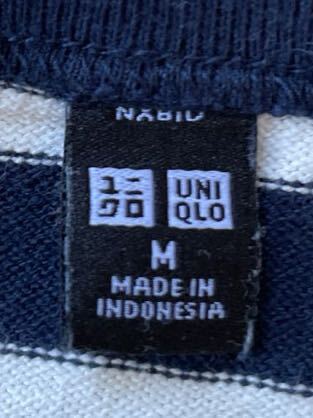 ユニ UNI
クロ QLO
M
MADE IN
INDONESIA